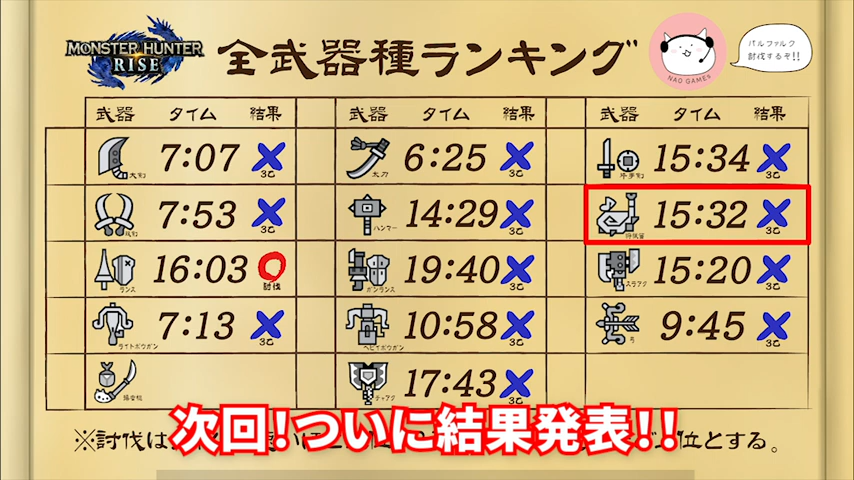 MONSTER HUNTER RISE
全武器種ランキング
NAO GAMES
バルファルク
討伐するぞ!!
武器 タイム 結果 武器 タイム 結果 武器 タイム 結果
大剣 7:07 3乙 太刀 6:25 3乙 片手剣 15:34 3乙
双剣 7:53 3乙 ハンマー 14:29 3乙 狩猟笛 15:32 3乙
ランス 16:03 討伐 ガンランス 19:40 3乙 スラアク 15:20 3乙
ライトボウガン 7:13 3乙 ヘビィボウガン 10:58 3乙 弓 9:45 3乙
操虫棍 チャアク 17:43 3乙
次回!ついに結果発表!!
※討伐は
位とする。